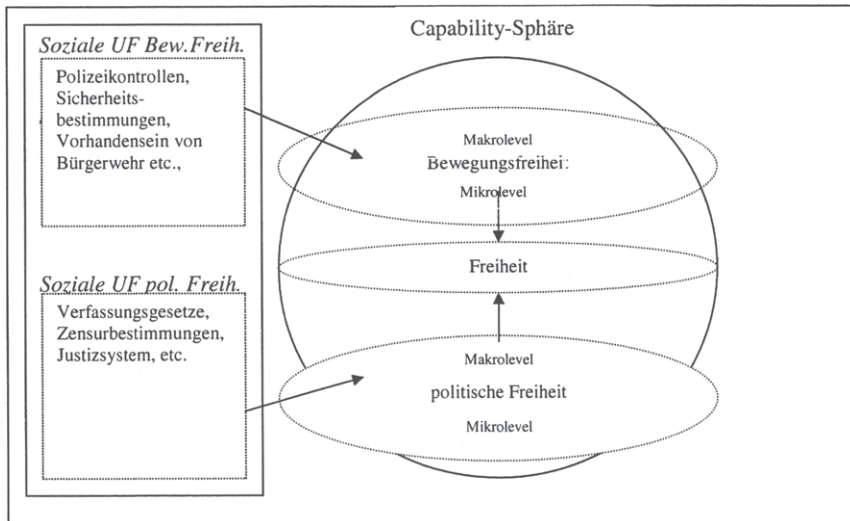 Capability-Sphäre
Soziale UF Bew.Freih.
Polizeikontrollen,
Sicherheits-
bestimmungen,
Vorhandensein von
Bürgerwehr etc.,
Makrolevel
Bewegungsfreihei:
Mikrolevel
Freiheit
Soziale UF pol. Freih.
Verfassungsgesetze,
Zensurbestimmungen,
Justizsystem, etc.
Makrolevel
politische Freiheit
Mikrolevel